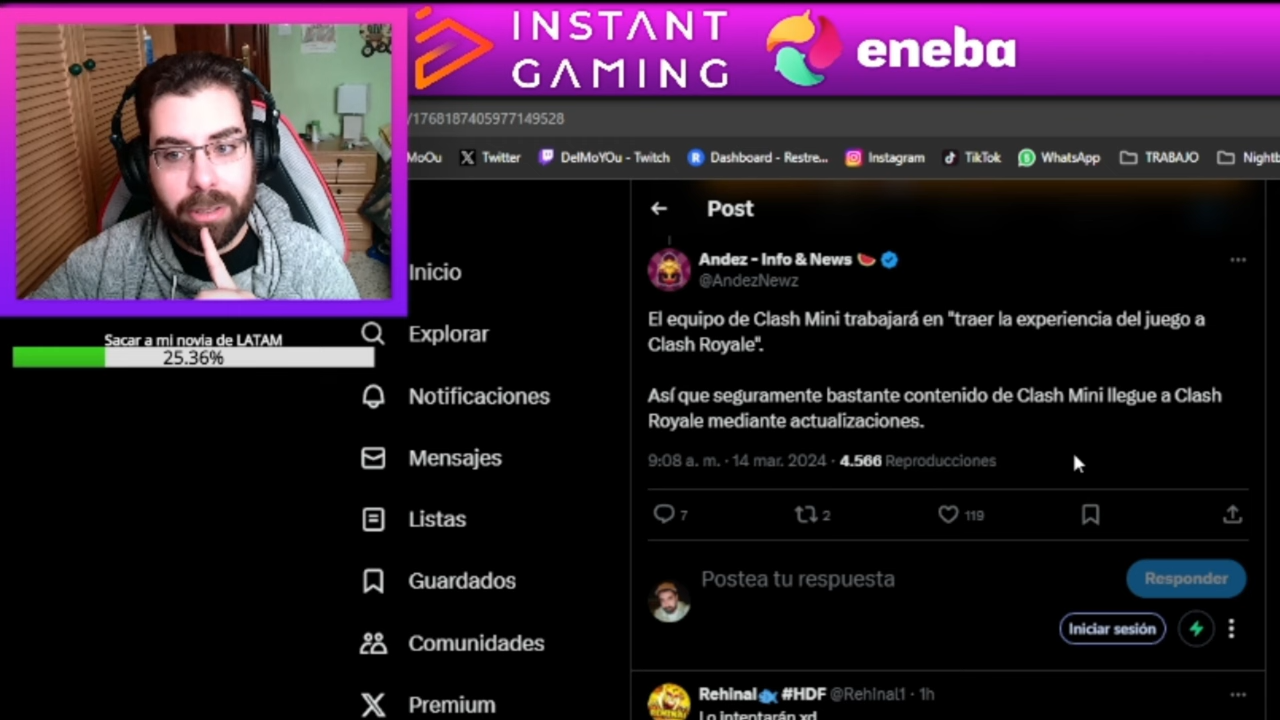 INSTANT
GAMING
eneba
/1768187405977149528
MoOu
Twitter
DelMoYOu - Twitch
Dashboard - Restre...
Instagram
TikTok
WhatsApp
TRABAJO
Nightb
Post
Andez - Info & News
@AndezNewz
Inicio
El equipo de Clash Mini trabajará en "traer la experiencia del juego a
Clash Royale".
Explorar
Sacar a mi novia de LATAM
25.36%
Así que seguramente bastante contenido de Clash Mini llegue a Clash
Royale mediante actualizaciones.
Notificaciones
9:08 a. m. · 14 mar. 2024 · 4.566 Reproducciones
Mensajes
7
2
119
Listas
Postea tu respuesta
Responder
Guardados
Iniciar sesión
Comunidades
Rehinal #HDF @Rehlnal1 · 1h
Premium
Lo intentarán xd